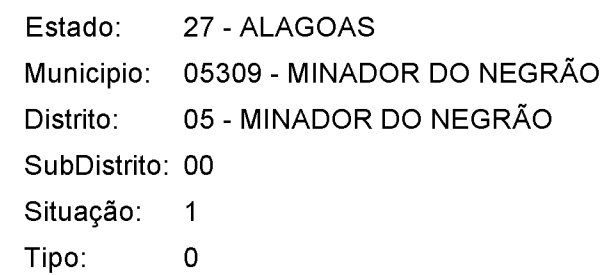 Estado: 27 - ALAGOAS
Municipio: 05309 - MINADOR DO NEGRÃO
Distrito: 05 - MINADOR DO NEGRÃO
SubDistrito: 00
Situação: 1
Tipo: 0